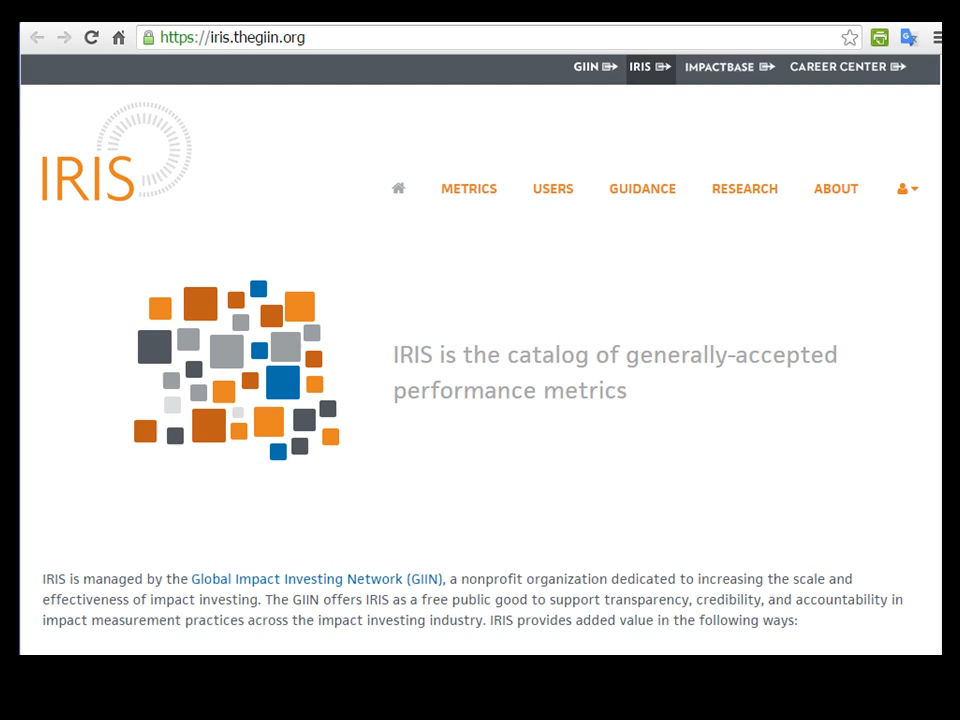 https://iris.thegiin.org
GIIN IRIS IMPACTBASE CAREER CENTER
IRIS
METRICS USERS GUIDANCE RESEARCH ABOUT
IRIS is the catalog of generally-accepted
performance metrics
IRIS is managed by the Global Impact Investing Network (GIIN), a nonprofit organization dedicated to increasing the scale and
effectiveness of impact investing. The GIIN offers IRIS as a free public good to support transparency, credibility, and accountability in
impact measurement practices across the impact investing industry. IRIS provides added value in the following ways: